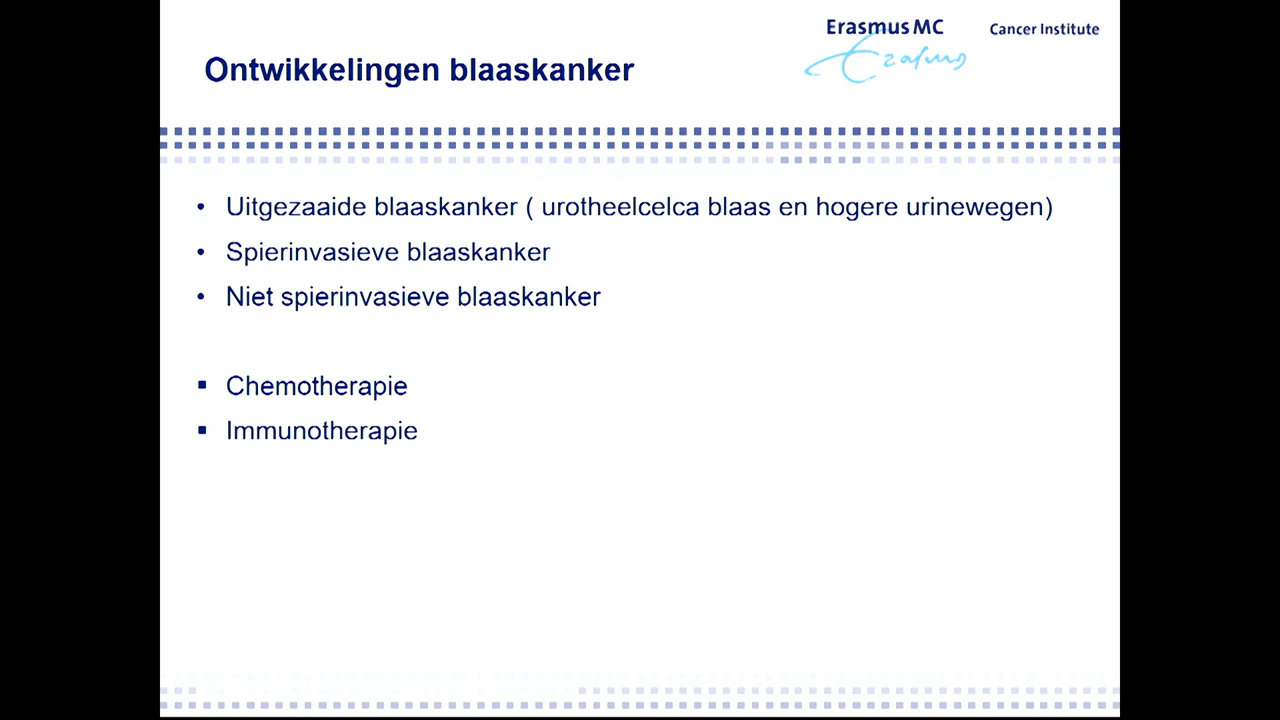 Erasmus MC Cancer Institute
Erasmus
Ontwikkelingen blaaskanker
• Uitgezaaide blaaskanker ( urotheelcelca blaas en hogere urinewegen)
• Spierinvasieve blaaskanker
• Niet spierinvasieve blaaskanker
▪ Chemotherapie
▪ Immunotherapie